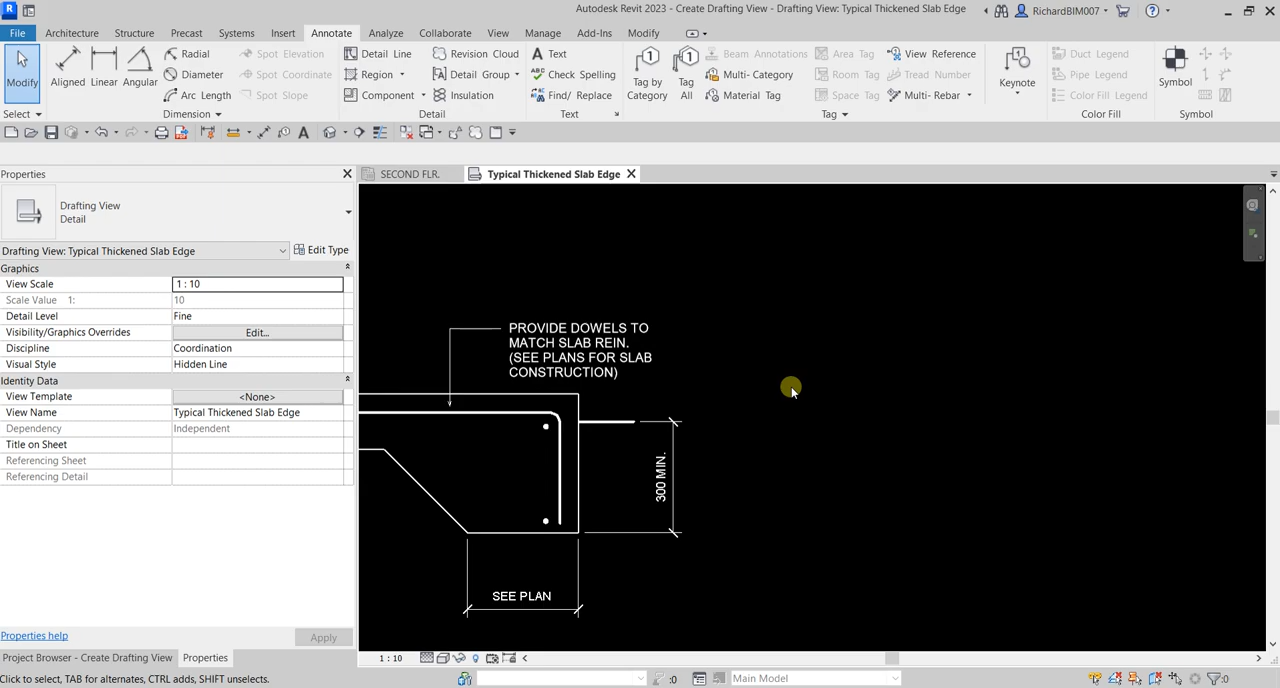 Autodesk Revit 2023 - Create Drafting View - Drafting View: Typical Thickened Slab Edge
RichardBIM007
File Architecture Structure Precast Systems Insert Annotate Analyze Collaborate View Manage Add-Ins Modify
Modify
Select
Aligned
Linear
Angular
Radial
Diameter
Arc Length
Spot Elevation
Spot Coordinate
Spot Slope
Dimension
Detail Line
Region
Component
Revision Cloud
Detail Group
Insulation
Detail
Text
Check Spelling
Find/ Replace
Text
Tag by
Category
Tag
All
Beam Annotations
Multi- Category
Material Tag
Area Tag
Room Tag
Space Tag
View Reference
Tread Number
Multi- Rebar
Tag
Keynote
Duct Legend
Pipe Legend
Color Fill Legend
Color Fill
Symbol
Symbol
Properties
SECOND FLR.
Typical Thickened Slab Edge
Drafting View
Detail
Drafting View: Typical Thickened Slab Edge
Edit Type
Graphics
View Scale 1 : 10
Scale Value 1: 10
Detail Level Fine
Visibility/Graphics Overrides Edit...
Discipline Coordination
Visual Style Hidden Line
Identity Data
View Template <None>
View Name Typical Thickened Slab Edge
Dependency Independent
Title on Sheet
Referencing Sheet
Referencing Detail
Properties help
Apply
Project Browser - Create Drafting View
Properties
PROVIDE DOWELS TO
MATCH SLAB REIN.
(SEE PLANS FOR SLAB
CONSTRUCTION)
300 MIN.
SEE PLAN
1 : 10
Click to select, TAB for alternates, CTRL adds, SHIFT unselects.
:0
Main Model
:0